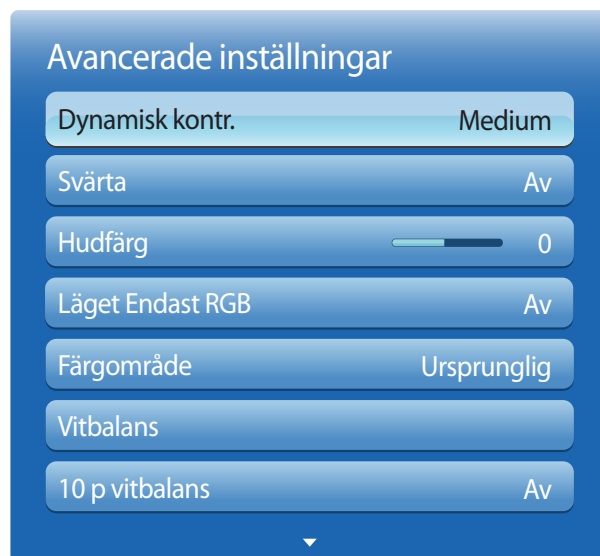 Avancerade inställningar
Dynamisk kontr. Medium
Svärta Av
Hudfärg 0
Läget Endast RGB Av
Färgområde Ursprunglig
Vitbalans
10 p vitbalans Av